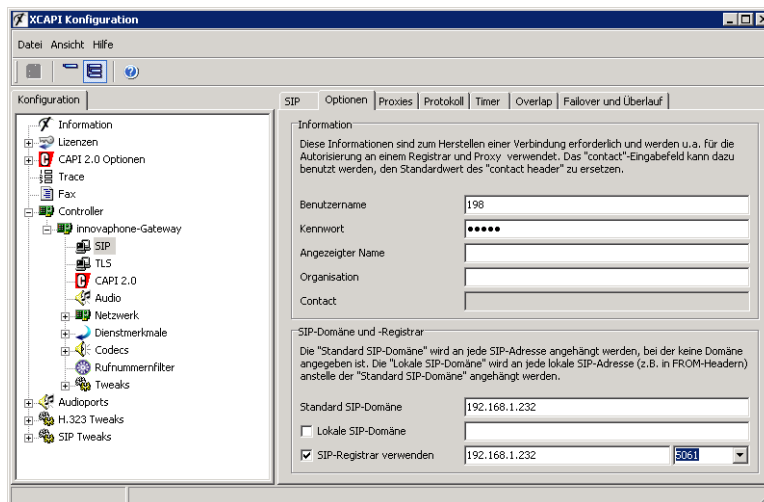 XCAPI Konfiguration
Datei Ansicht Hilfe
Konfiguration
Information
Lizenzen
CAPI 2.0 Optionen
Trace
Fax
Controller
innovaphone-Gateway
SIP
TLS
CAPI 2.0
Audio
Netzwerk
Dienstmerkmale
Codecs
Rufnummernfilter
Tweaks
Audioports
H.323 Tweaks
SIP Tweaks
SIP Optionen Proxies Protokoll Timer Overlap Failover und Überlauf
Information
Diese Informationen sind zum Herstellen einer Verbindung erforderlich und werden u.a. für die
Autorisierung an einem Registrar und Proxy verwendet. Das "contact"-Eingabefeld kann dazu
benutzt werden, den Standardwert des "contact header" zu ersetzen.
Benutzername 198
Kennwort •••••
Angezeigter Name
Organisation
Contact
SIP-Domäne und -Registrar
Die "Standard SIP-Domäne" wird an jede SIP-Adresse angehängt werden, bei der keine Domäne
angegeben ist. Die "Lokale SIP-Domäne" wird an jede lokale SIP-Adresse (z.B. in FROM-Headern)
anstelle der "Standard SIP-Domäne" angehängt werden.
Standard SIP-Domäne 192.168.1.232
Lokale SIP-Domäne
SIP-Registrar verwenden 192.168.1.232 5061